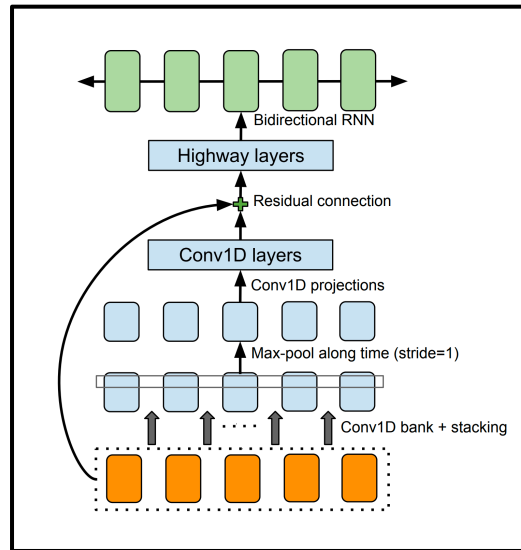 Bidirectional RNN
Highway layers
Residual connection
Conv1D layers
Conv1D projections
Max-pool along time (stride=1)
Conv1D bank + stacking